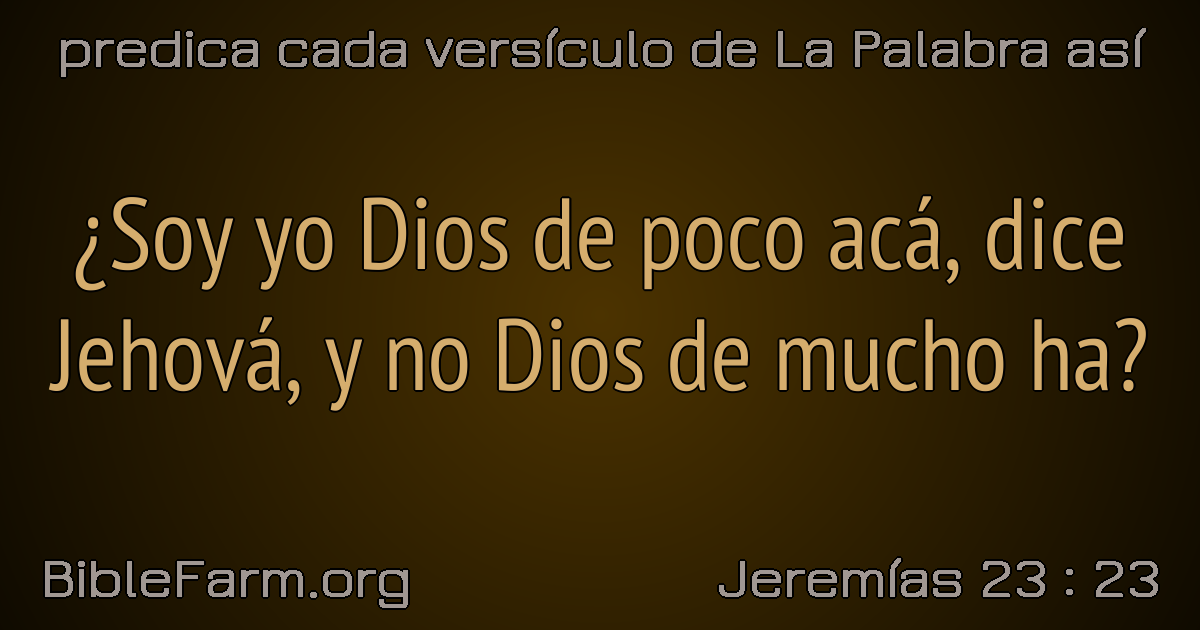 predica cada versículo de La Palabra así
¿Soy yo Dios de poco acá, dice
Jehová, y no Dios de mucho ha?
BibleFarm.org
Jeremías 23 : 23